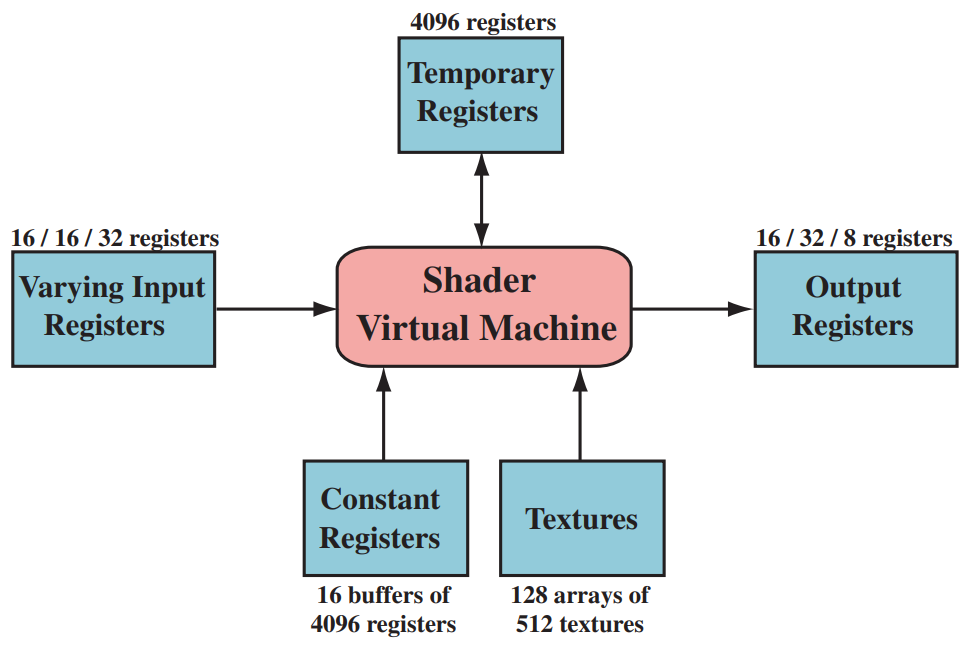 4096 registers
Temporary
Registers
16 / 16 / 32 registers
Varying Input
Registers
Shader
Virtual Machine
16 / 32 / 8 registers
Output
Registers
Constant
Registers
16 buffers of
4096 registers
Textures
128 arrays of
512 textures